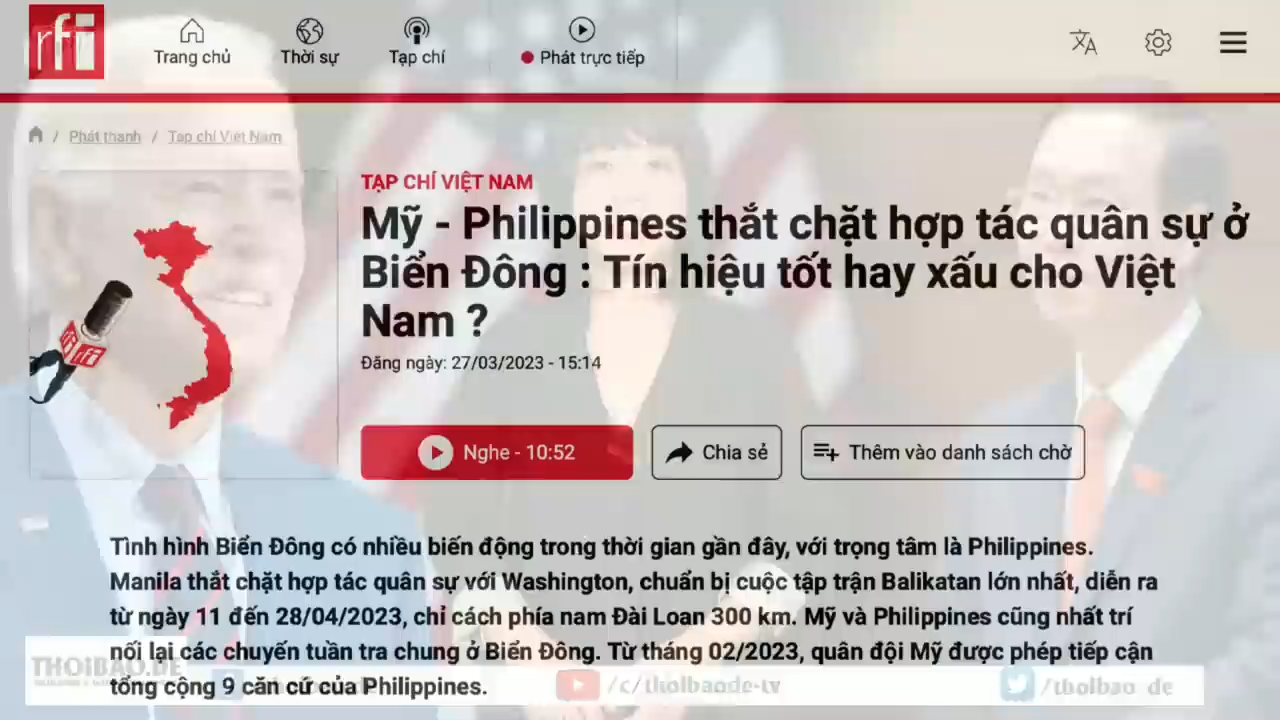 rfi
Trang chủ
Thời sự
Tạp chí
Phát trực tiếp
/ Phát thanh / Tạp chí Việt Nam
rfi rfi
TẠP CHÍ VIỆT NAM
Mỹ - Philippines thắt chặt hợp tác quân sự ở
Biển Đông : Tín hiệu tốt hay xấu cho Việt
Nam ?
Đăng ngày: 27/03/2023 - 15:14
Nghe - 10:52
Chia sẻ
Thêm vào danh sách chờ
Tình hình Biển Đông có nhiều biến động trong thời gian gần đây, với trọng tâm là Philippines.
Manila thắt chặt hợp tác quân sự với Washington, chuẩn bị cuộc tập trận Balikatan lớn nhất, diễn ra
từ ngày 11 đến 28/04/2023, chỉ cách phía nam Đài Loan 300 km. Mỹ và Philippines cũng nhất trí
nối lại các chuyến tuần tra chung ở Biển Đông. Từ tháng 02/2023, quân đội Mỹ được phép tiếp cận
tổng cộng 9 căn cứ của Philippines.
THOIBAO.DE
/c/thoibaode-tv
/thoibao_de